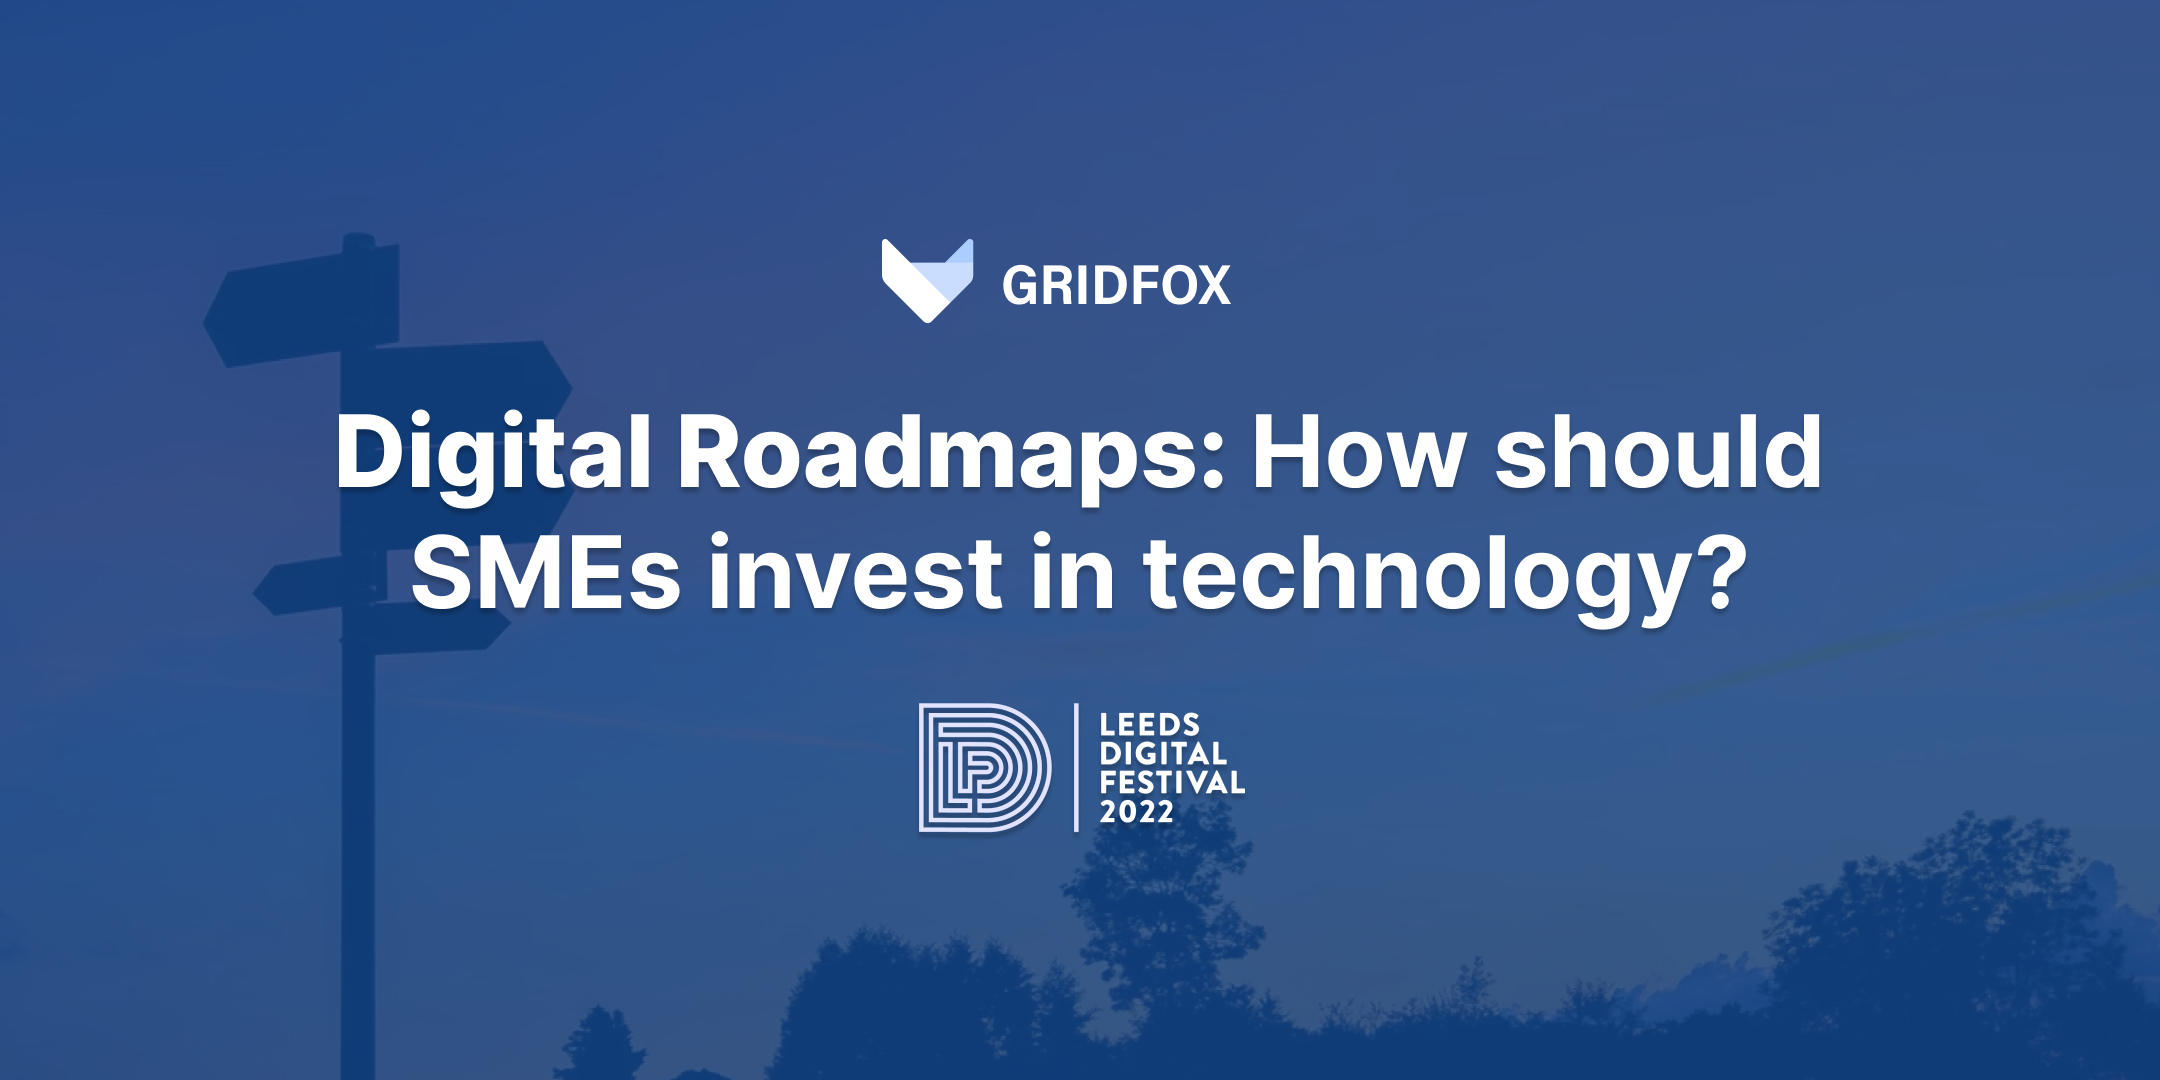 GRIDFOX
Digital Roadmaps: How should
SMEs invest in technology?
LEEDS
DIGITAL
FESTIVAL
2022